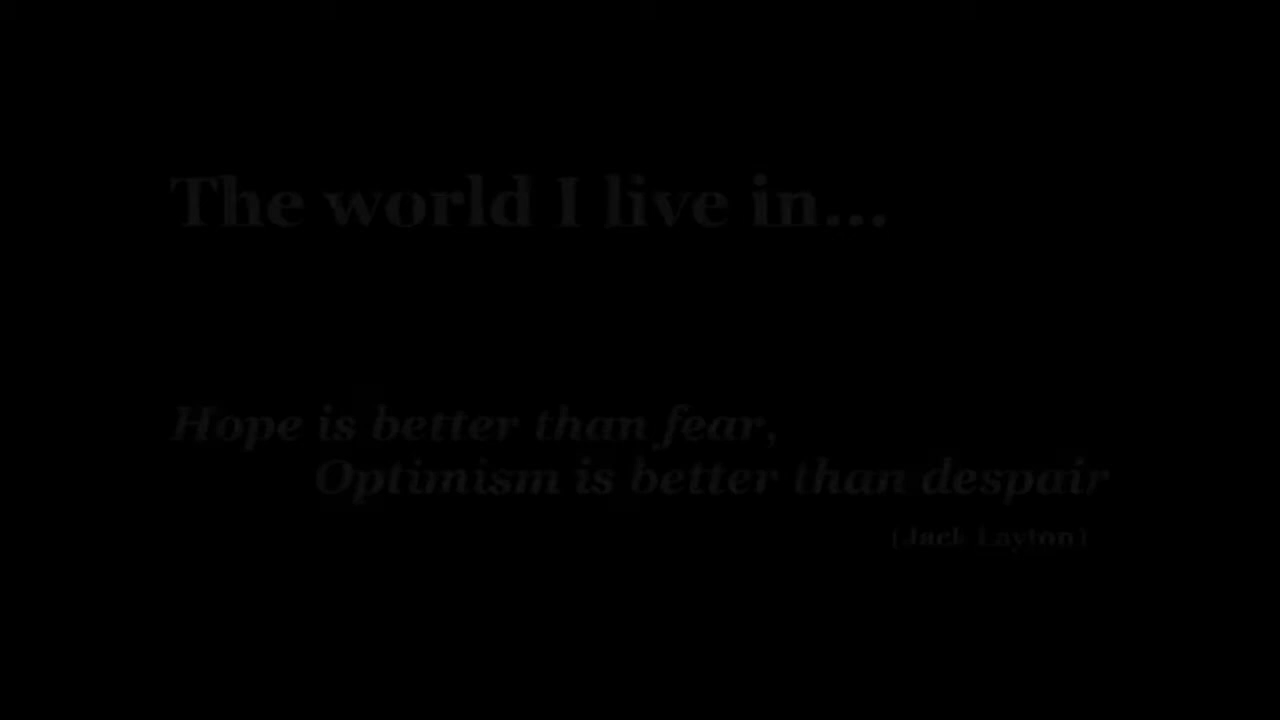 The world I live in...
Hope is better than fear,
Optimism is better than despair
(Jack Layton)